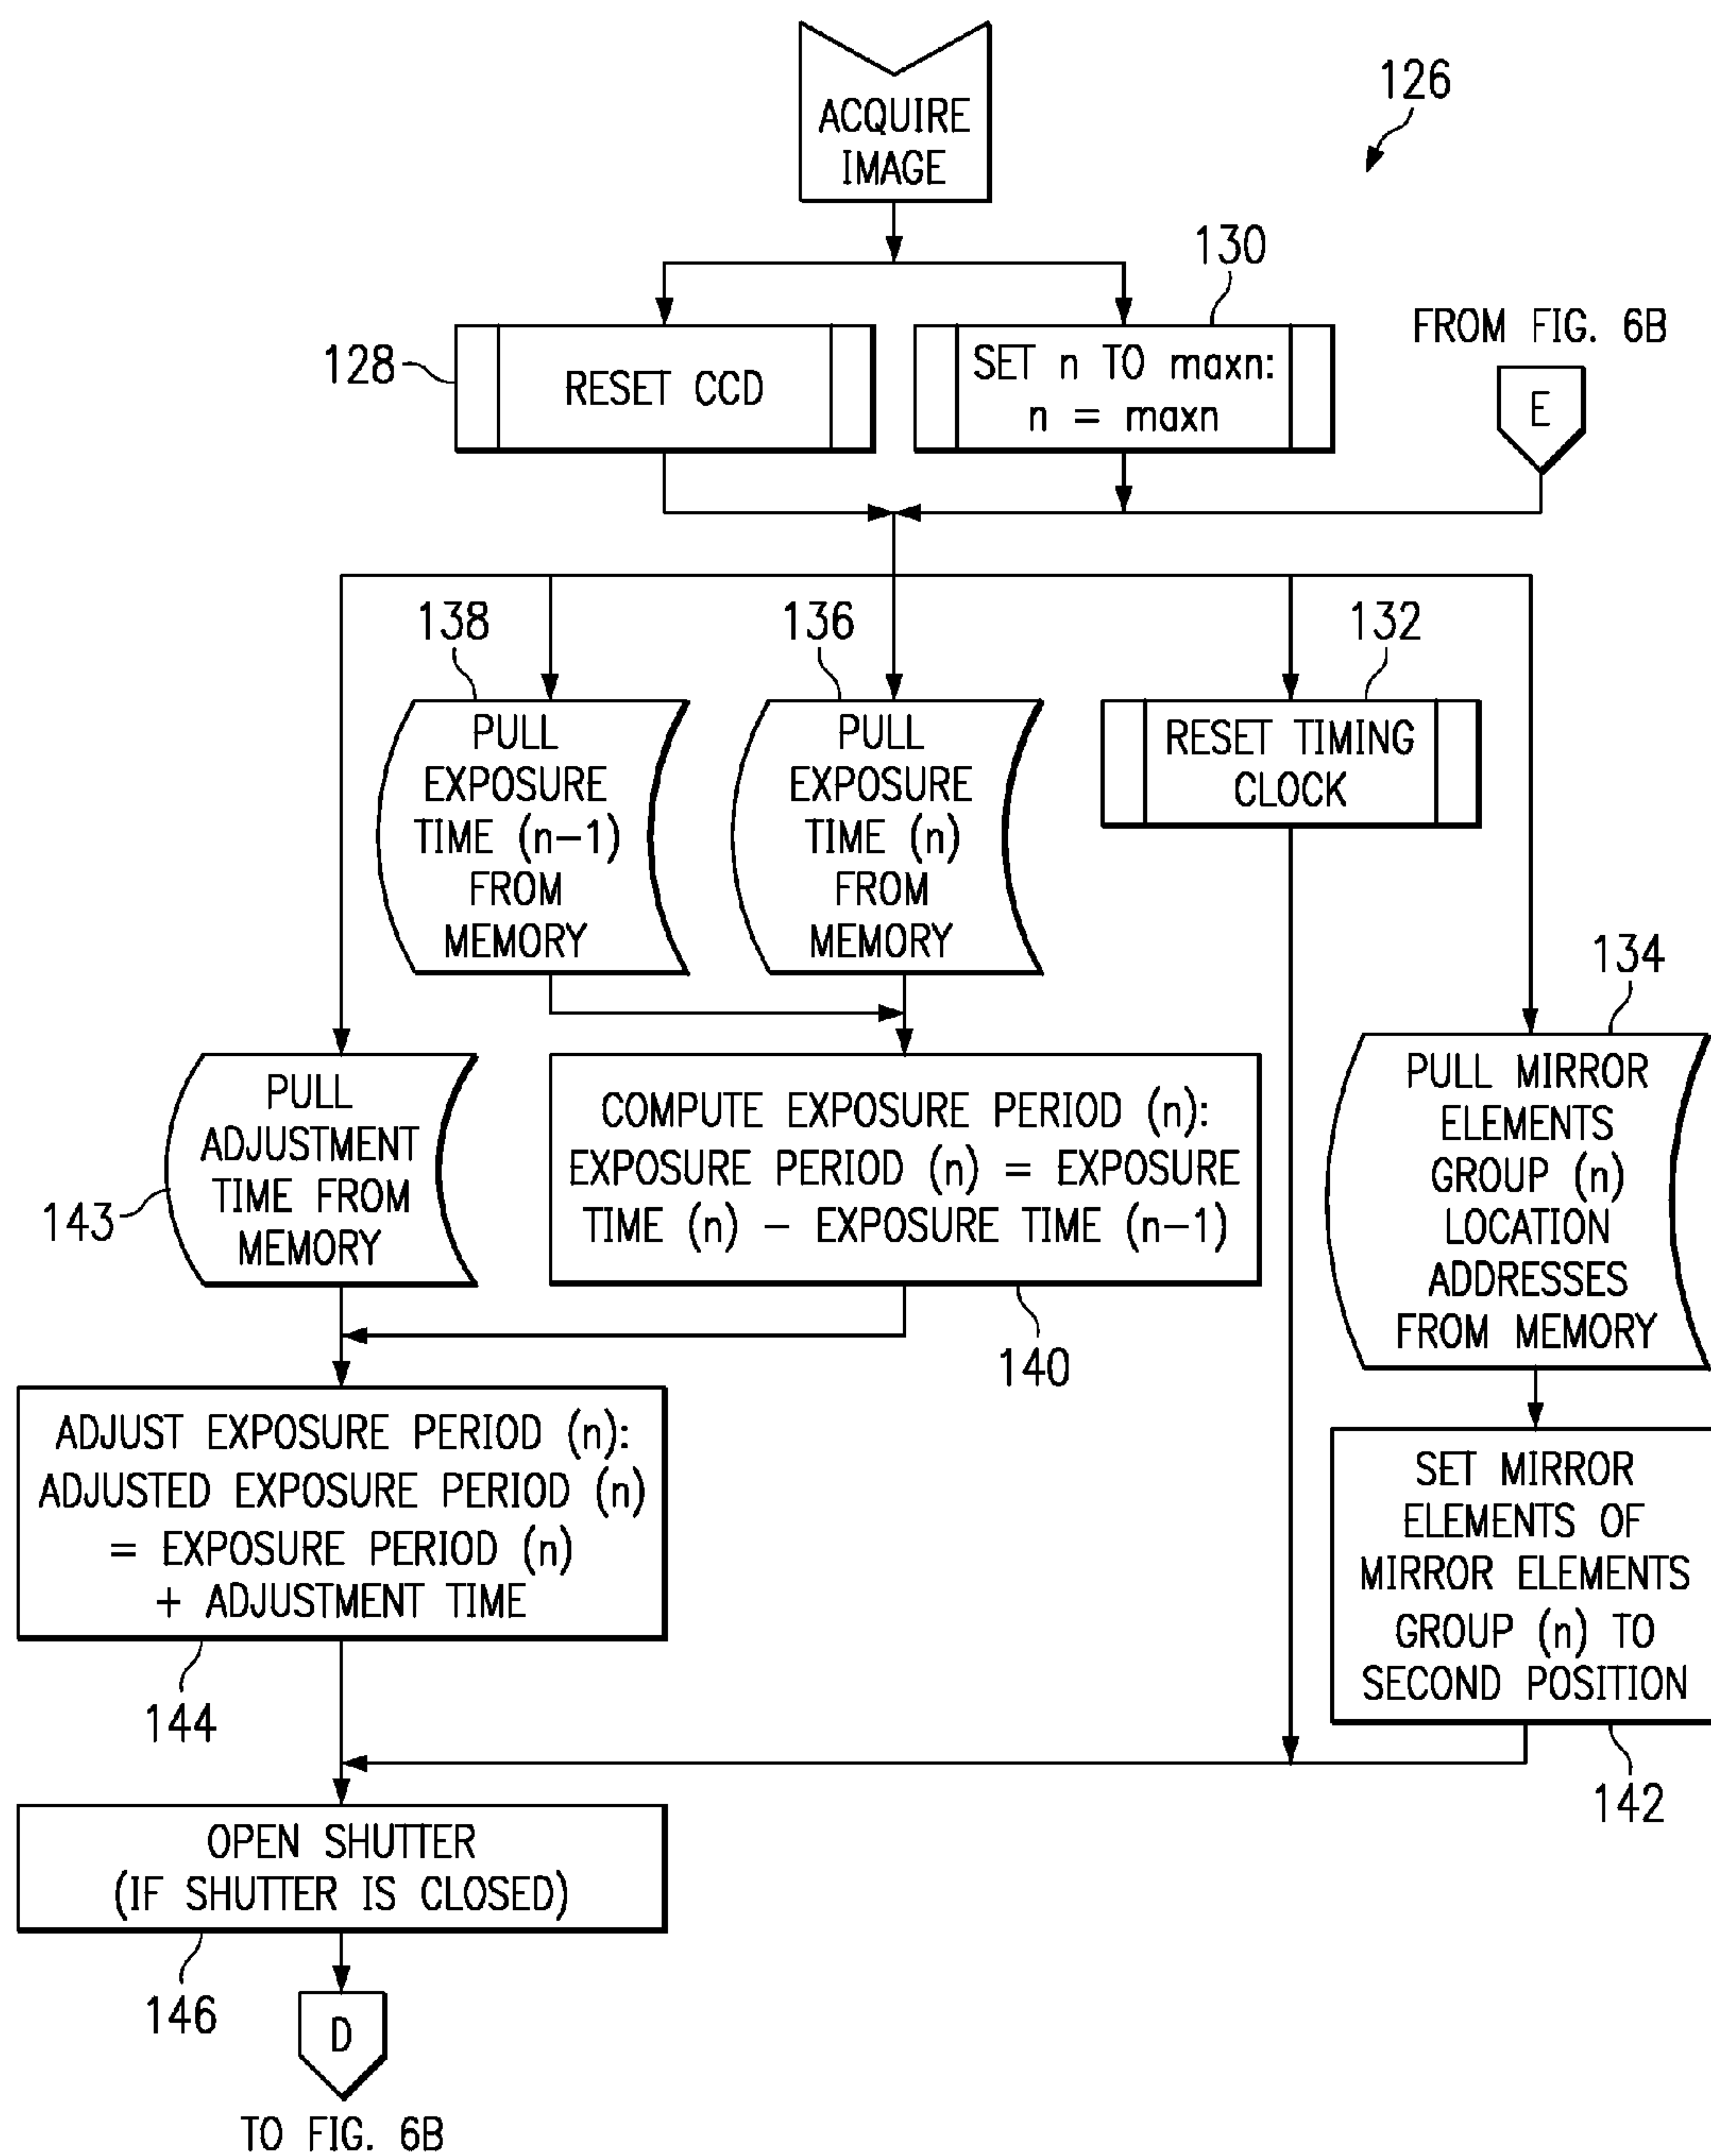 ACQUIRE
IMAGE
126
130
128
RESET CCD
SET n TO maxn:
n = maxn
FROM FIG. 6B
E
138
136
132
PULL
EXPOSURE
TIME (n-1)
FROM
MEMORY
PULL
EXPOSURE
TIME (n)
FROM
MEMORY
RESET TIMING
CLOCK
134
PULL
ADJUSTMENT
TIME FROM
MEMORY
143
COMPUTE EXPOSURE PERIOD (n):
EXPOSURE PERIOD (n) = EXPOSURE
TIME (n) - EXPOSURE TIME (n-1)
140
PULL MIRROR
ELEMENTS
GROUP (n)
LOCATION
ADDRESSES
FROM MEMORY
ADJUST EXPOSURE PERIOD (n):
ADJUSTED EXPOSURE PERIOD (n)
= EXPOSURE PERIOD (n)
+ ADJUSTMENT TIME
144
SET MIRROR
ELEMENTS OF
MIRROR ELEMENTS
GROUP (n) TO
SECOND POSITION
142
OPEN SHUTTER
(IF SHUTTER IS CLOSED)
146
D
TO FIG. 6B